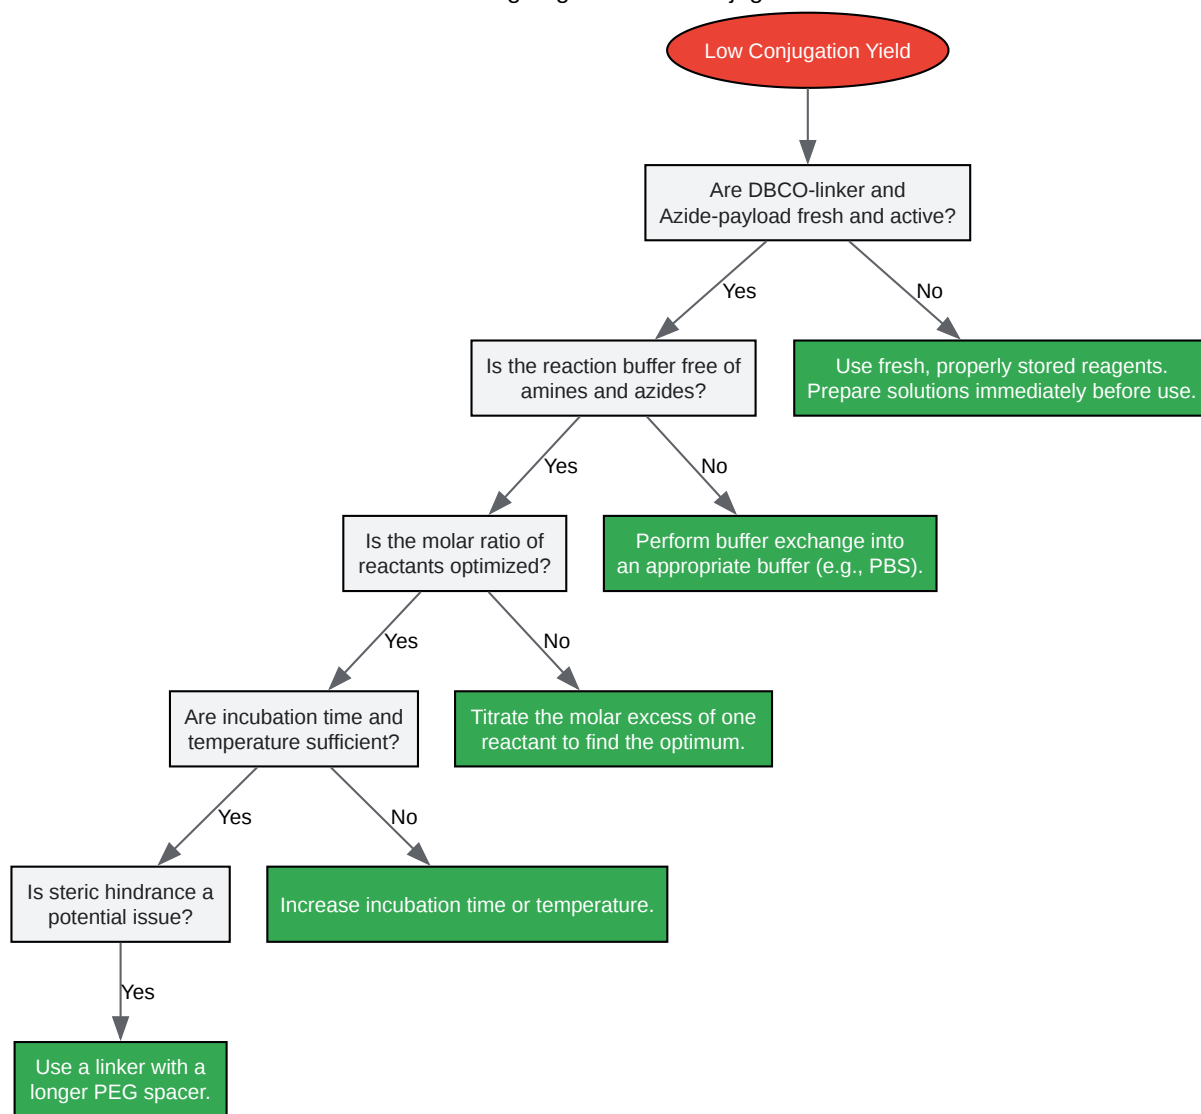 Low Conjugation Yield
Are DBCO-linker and
Azide-payload fresh and active?
Yes
No
Is the reaction buffer free of
amines and azides?
Use fresh, properly stored reagents.
Prepare solutions immediately before use.
Yes
No
Is the molar ratio of
reactants optimized?
Perform buffer exchange into
an appropriate buffer (e.g., PBS).
Yes
No
Are incubation time and
temperature sufficient?
Titrate the molar excess of one
reactant to find the optimum.
Yes
No
Is steric hindrance a
potential issue?
Increase incubation time or temperature.
Yes
Use a linker with a
longer PEG spacer.